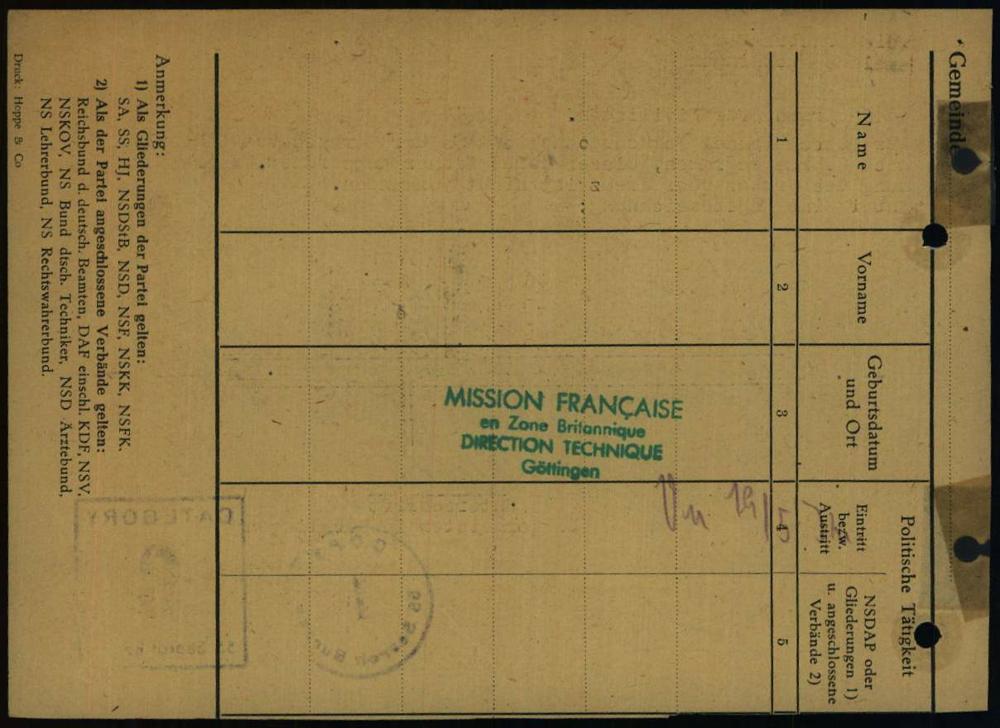 Gemeinde
Name
Vorname
Geburtsdatum
und Ort
Politische Tätigkeit
Eintritt
bezw.
Austritt
NSDAP oder
Gliederungen 1)
u. angeschlossene
Verbände 2)
1
2
3
4
5
MISSION FRANÇAISE
en Zone Britannique
DIRECTION TECHNIQUE
Göttingen
Vu
CATEGORY
Anmerkung:
1) Als Gliederungen der Partei gelten:
SA, SS, HJ, NSDStB, NSD, NSF, NSKK, NSFK.
2) Als der Partei angeschlossene Verbände gelten:
Reichsbund d. deutsch. Beamten, DAF einschl. KDF, NSV,
NSKOV, NS Bund dtsch. Techniker, NSD Ärztebund,
NS Lehrerbund, NS Rechtswahrerbund.
Druck: Hoppe & Co